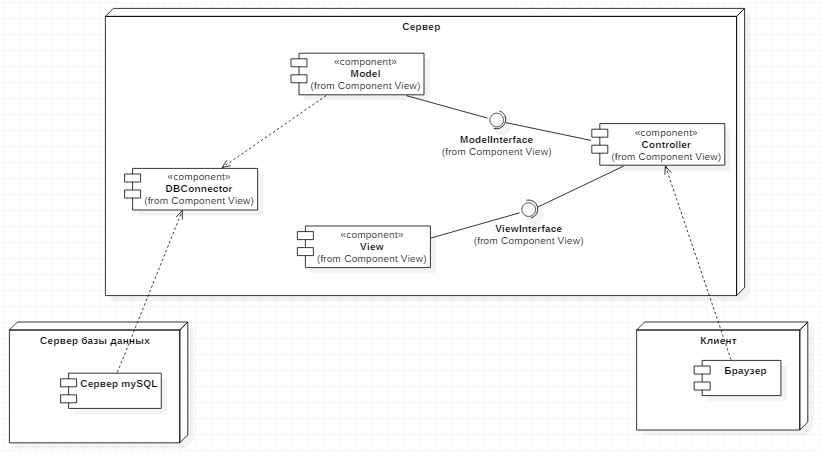 Сервер
«component»
Model
(from Component View)
ModelInterface
(from Component View)
«component»
Controller
(from Component View)
«component»
DBConnector
(from Component View)
«component»
View
(from Component View)
ViewInterface
(from Component View)
Сервер базы данных
Сервер mySQL
Клиент
Браузер